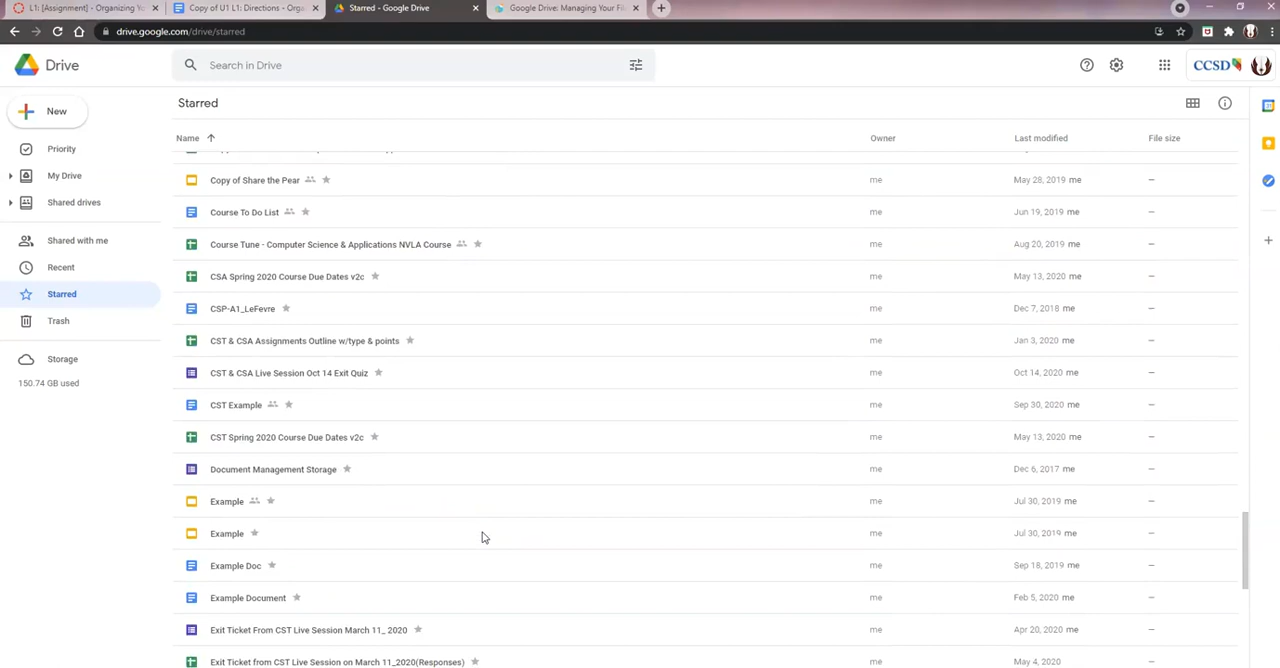 L1: [Assignment] - Organizing Yo
Copy of U1 L1: Directions - Orga
Starred - Google Drive
Google Drive: Managing Your Fil
drive.google.com/drive/starred
Drive
Search in Drive
CCSD
New
Starred
Priority
My Drive
Shared drives
Shared with me
Recent
Starred
Trash
Storage
150.74 GB used
Name Owner Last modified File size
Copy of Share the Pear me May 28, 2019 me –
Course To Do List me Jun 19, 2019 me –
Course Tune - Computer Science & Applications NVLA Course me Aug 20, 2019 me –
CSA Spring 2020 Course Due Dates v2c me May 13, 2020 me –
CSP-A1_LeFevre me Dec 7, 2018 me –
CST & CSA Assignments Outline w/type & points me Jan 3, 2020 me –
CST & CSA Live Session Oct 14 Exit Quiz me Oct 14, 2020 me –
CST Example me Sep 30, 2020 me –
CST Spring 2020 Course Due Dates v2c me May 13, 2020 me –
Document Management Storage me Dec 6, 2017 me –
Example me Jul 30, 2019 me –
Example me Jul 30, 2019 me –
Example Doc me Sep 18, 2019 me –
Example Document me Feb 5, 2020 me –
Exit Ticket From CST Live Session March 11_ 2020 me Apr 20, 2020 me –
Exit Ticket from CST Live Session on March 11_2020(Responses) me May 4, 2020 –